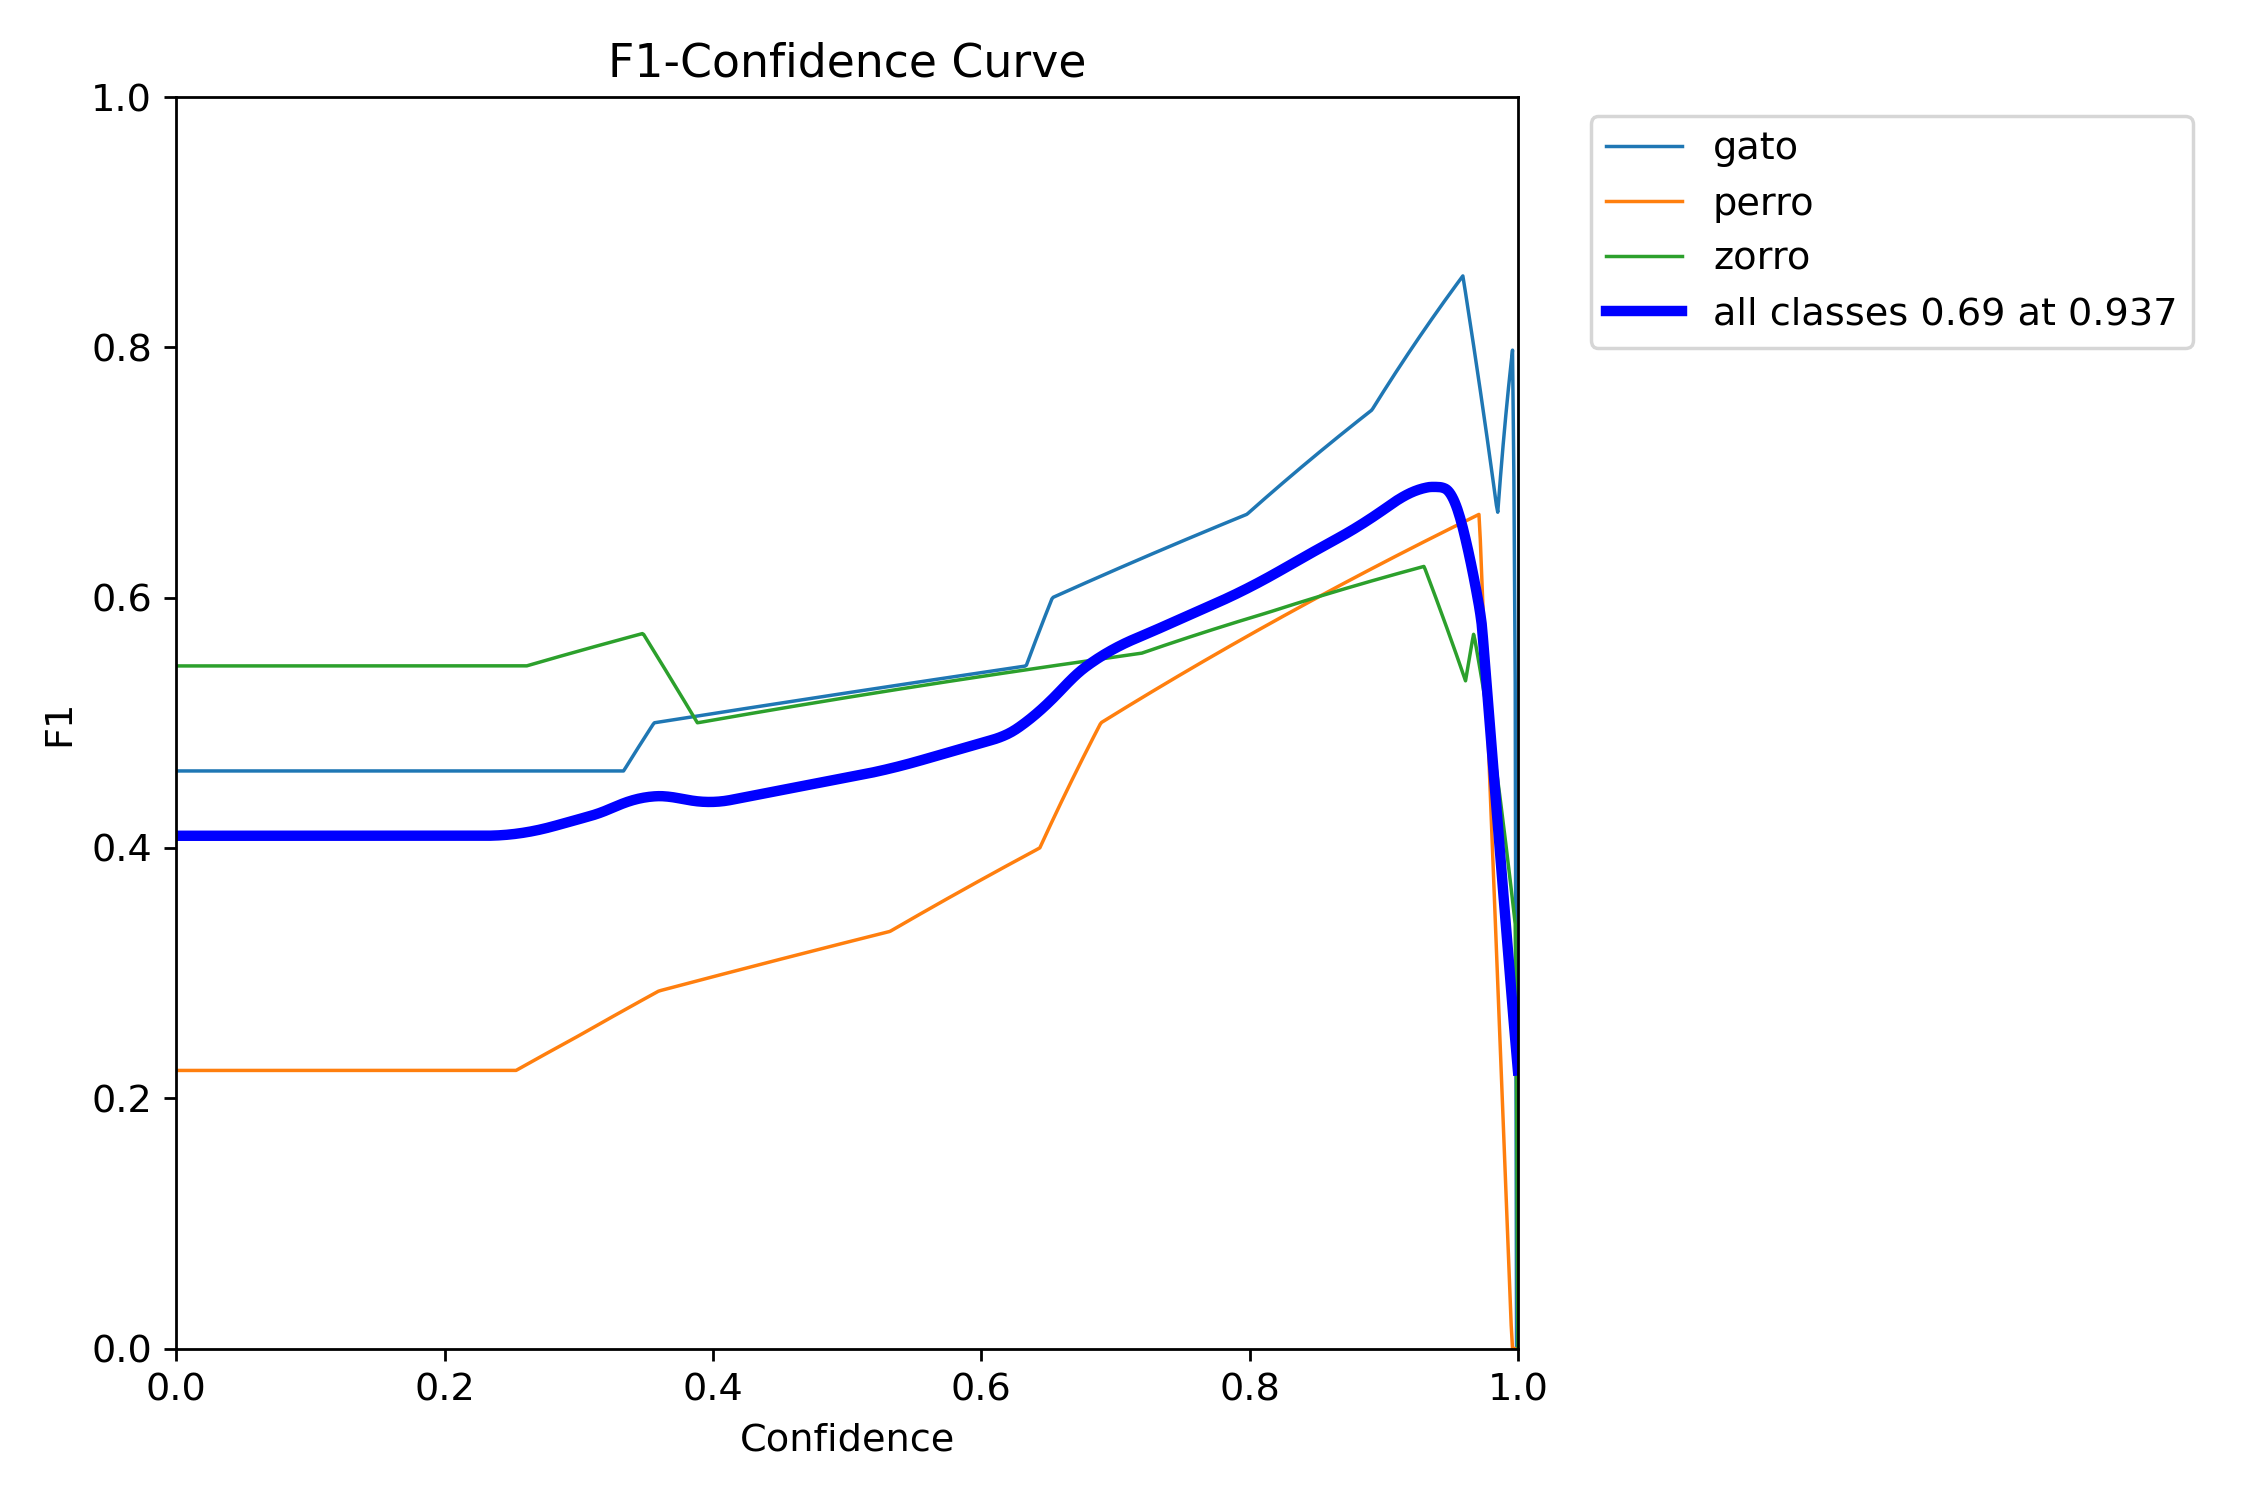 F1-Confidence Curve
1.0
0.8
0.6
0.4
0.2
0.0
F1
0.0 0.2 0.4 0.6 0.8 1.0
Confidence
gato
perro
zorro
all classes 0.69 at 0.937